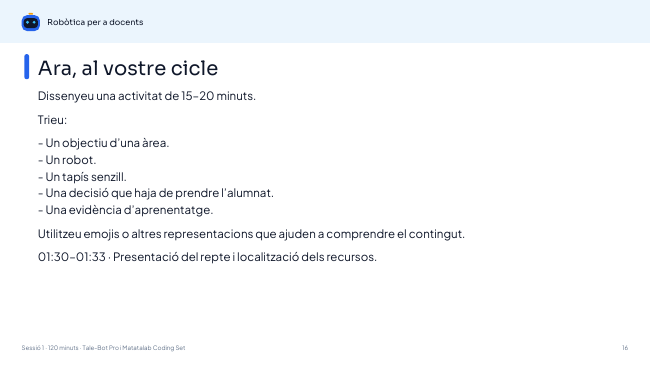 Robòtica per a docents
Ara, al vostre cicle
Dissenyeu una activitat de 15–20 minuts.
Trieu:
- Un objectiu d’una àrea.
- Un robot.
- Un tapís senzill.
- Una decisió que haja de prendre l’alumnat.
- Una evidència d’aprenentatge.
Utilitzeu emojis o altres representacions que ajuden a comprendre el contingut.
01:30–01:33 · Presentació del repte i localització dels recursos.
Sessió 1 · 120 minuts · Tale-Bot Pro i Matatalab Coding Set
16